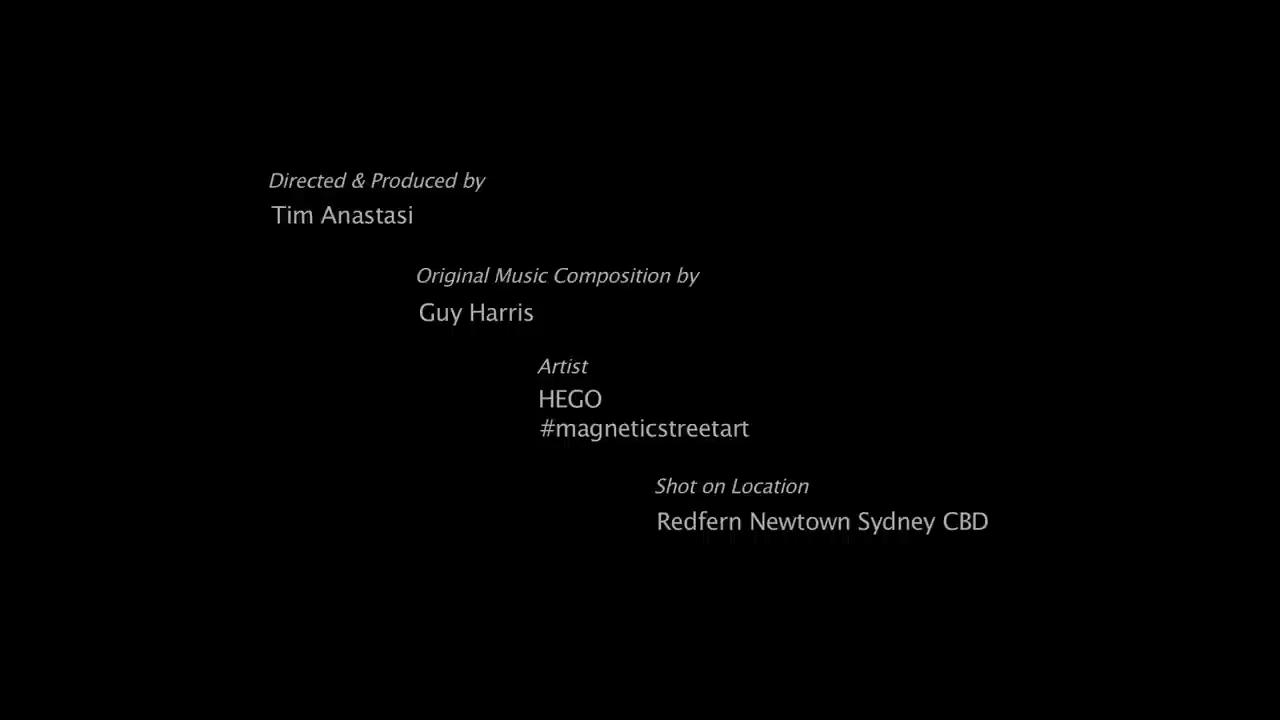 Directed & Produced by
Tim Anastasi
Original Music Composition by
Guy Harris
Artist
HEGO
#magneticstreetart
Shot on Location
Redfern Newtown Sydney CBD